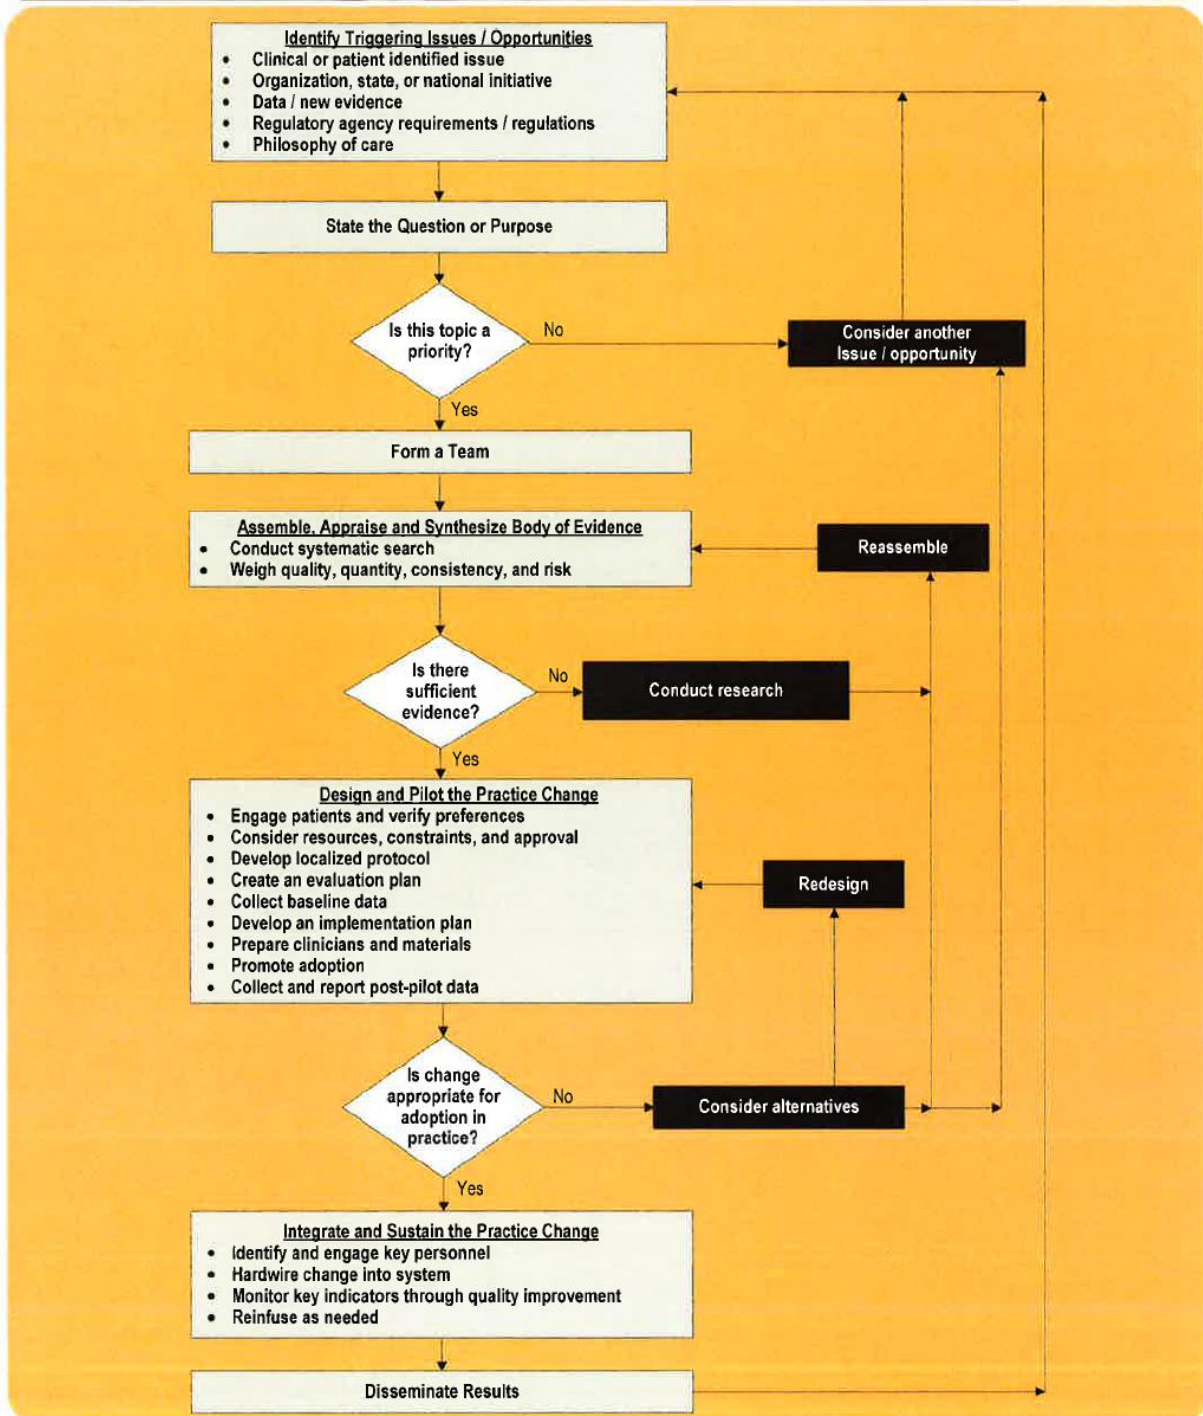 Identify Triggering Issues / Opportunities
• Clinical or patient identified issue
• Organization, state, or national initiative
• Data / new evidence
• Regulatory agency requirements / regulations
• Philosophy of care
State the Question or Purpose
Is this topic a
priority?
No
Consider another
Issue / opportunity
Yes
Form a Team
Assemble, Appraise and Synthesize Body of Evidence
• Conduct systematic search
• Weigh quality, quantity, consistency, and risk
Reassemble
Is there
sufficient
evidence?
No
Conduct research
Yes
Design and Pilot the Practice Change
• Engage patients and verify preferences
• Consider resources, constraints, and approval
• Develop localized protocol
• Create an evaluation plan
• Collect baseline data
• Develop an implementation plan
• Prepare clinicians and materials
• Promote adoption
• Collect and report post-pilot data
Redesign
Is change
appropriate for
adoption in
practice?
No
Consider alternatives
Yes
Integrate and Sustain the Practice Change
• Identify and engage key personnel
• Hardwire change into system
• Monitor key indicators through quality improvement
• Reinfuse as needed
Disseminate Results